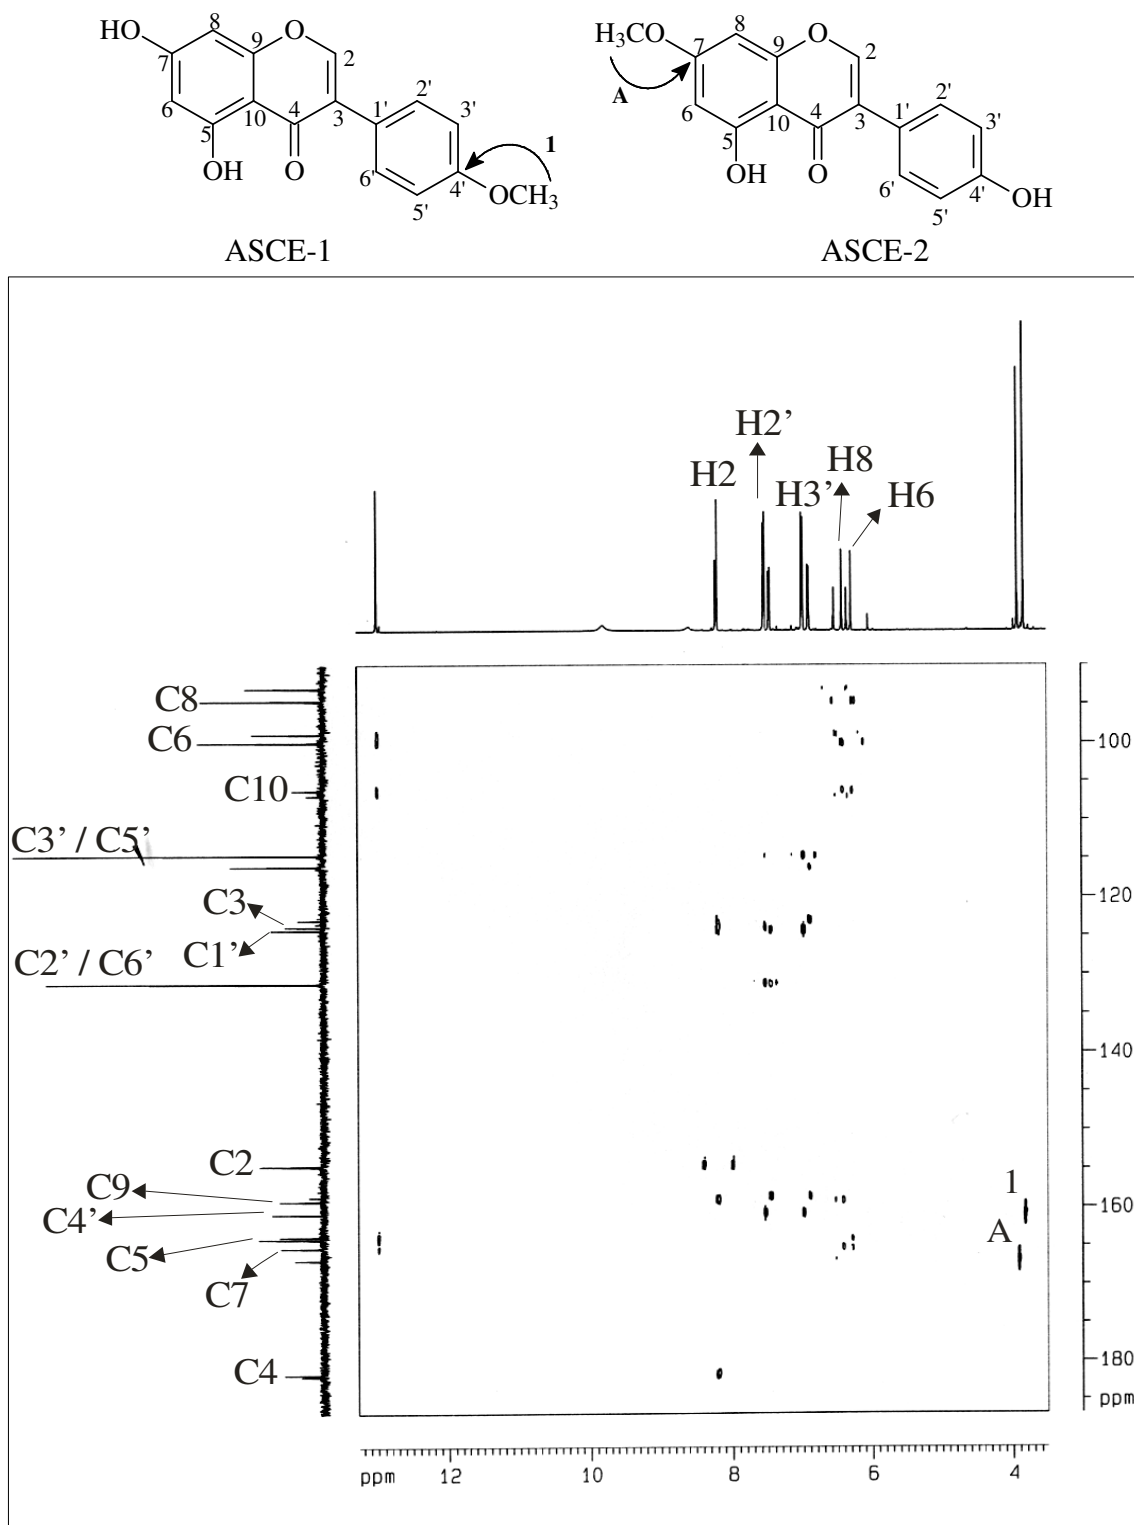 HO
8
O
7
9
2
6
10
4
3
5
OH
O
1'
2'
3'
6'
5'
4'
1
OCH3
ASCE-1
H3CO
8
O
7
9
2
A
6
10
4
3
5
OH
O
1'
2'
3'
6'
5'
4'
OH
ASCE-2
H2
H2’
H3’
H8
H6
C8
C6
C10
C3’ / C5’
C3
C1’
C2’ / C6’
C2
C9
C4’
C5
C7
C4
1
A
100
120
140
160
180
ppm
ppm 12 10 8 6 4